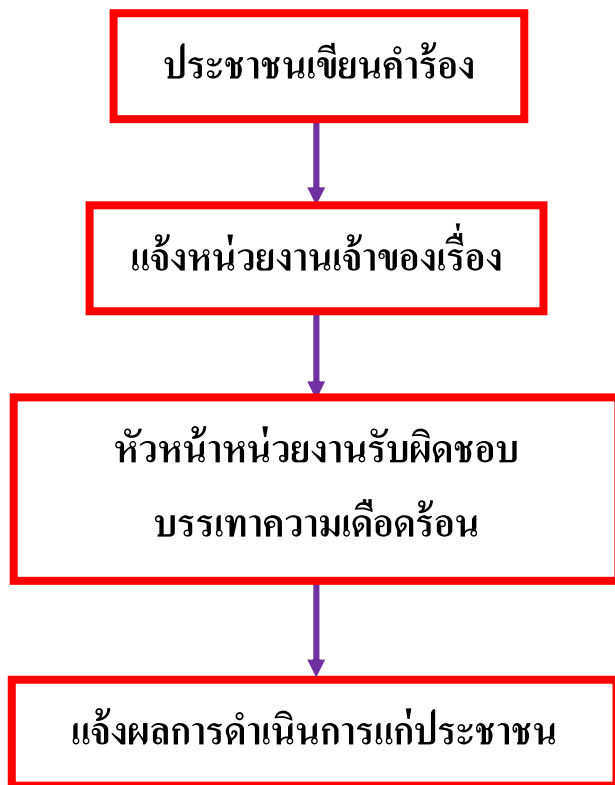 ประชาชนเขียนคำร้อง
แจ้งหน่วยงานเจ้าของเรื่อง
หัวหน้าหน่วยงานรับผิดชอบ
บรรเทาความเดือดร้อน
แจ้งผลการดำเนินการแก่ประชาชน